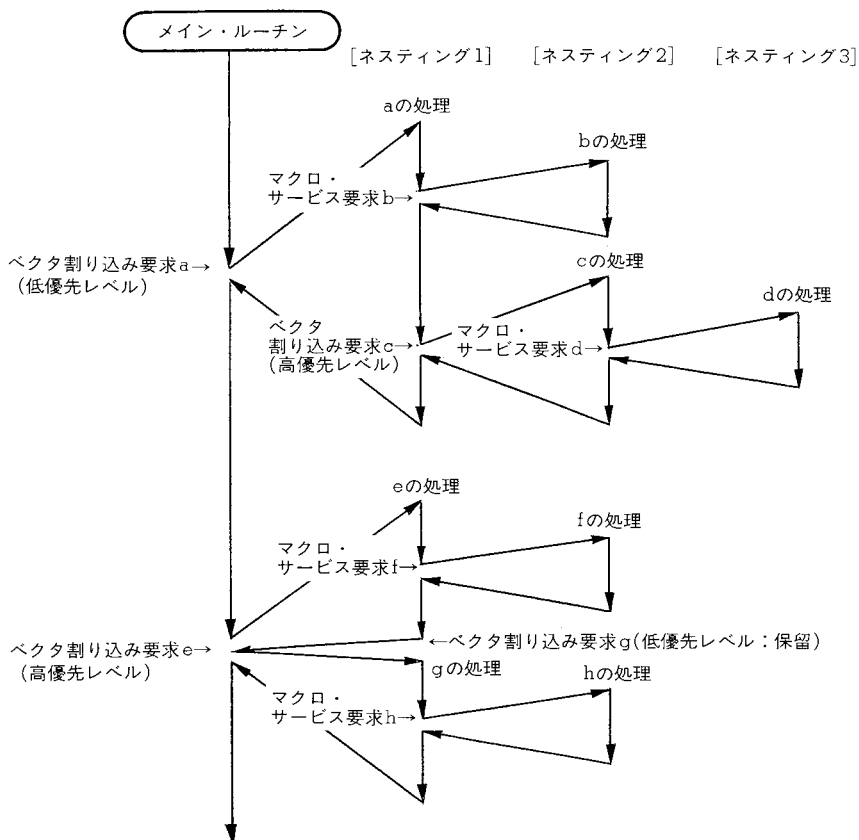 メイン・ルーチン
[ネスティング1] [ネスティング2] [ネスティング3]
aの処理
bの処理
マクロ・
サービス要求b→
ベクタ割り込み要求a→
(低優先レベル)
cの処理
dの処理
ベクタ
割り込み要求c→
(高優先レベル)
マクロ・
サービス要求d→
eの処理
fの処理
マクロ・
サービス要求f→
←ベクタ割り込み要求g(低優先レベル：保留)
ベクタ割り込み要求e→
(高優先レベル)
gの処理
hの処理
マクロ・
サービス要求h→